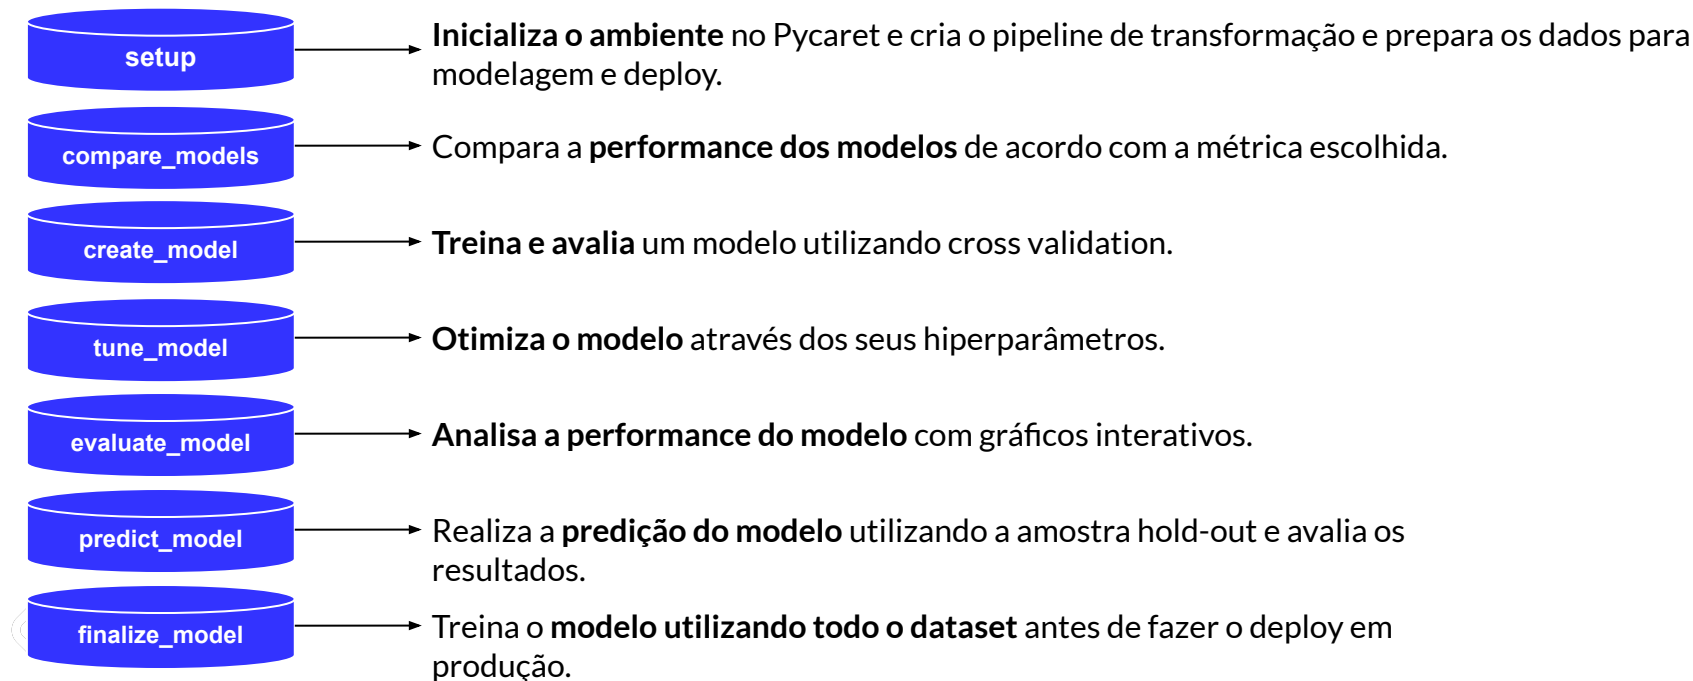 setup
Inicializa o ambiente no Pycaret e cria o pipeline de transformação e prepara os dados para
modelagem e deploy.
compare_models
Compara a performance dos modelos de acordo com a métrica escolhida.
create_model
Treina e avalia um modelo utilizando cross validation.
tune_model
Otimiza o modelo através dos seus hiperparâmetros.
evaluate_model
Analisa a performance do modelo com gráficos interativos.
predict_model
Realiza a predição do modelo utilizando a amostra hold-out e avalia os
resultados.
finalize_model
Treina o modelo utilizando todo o dataset antes de fazer o deploy em
produção.